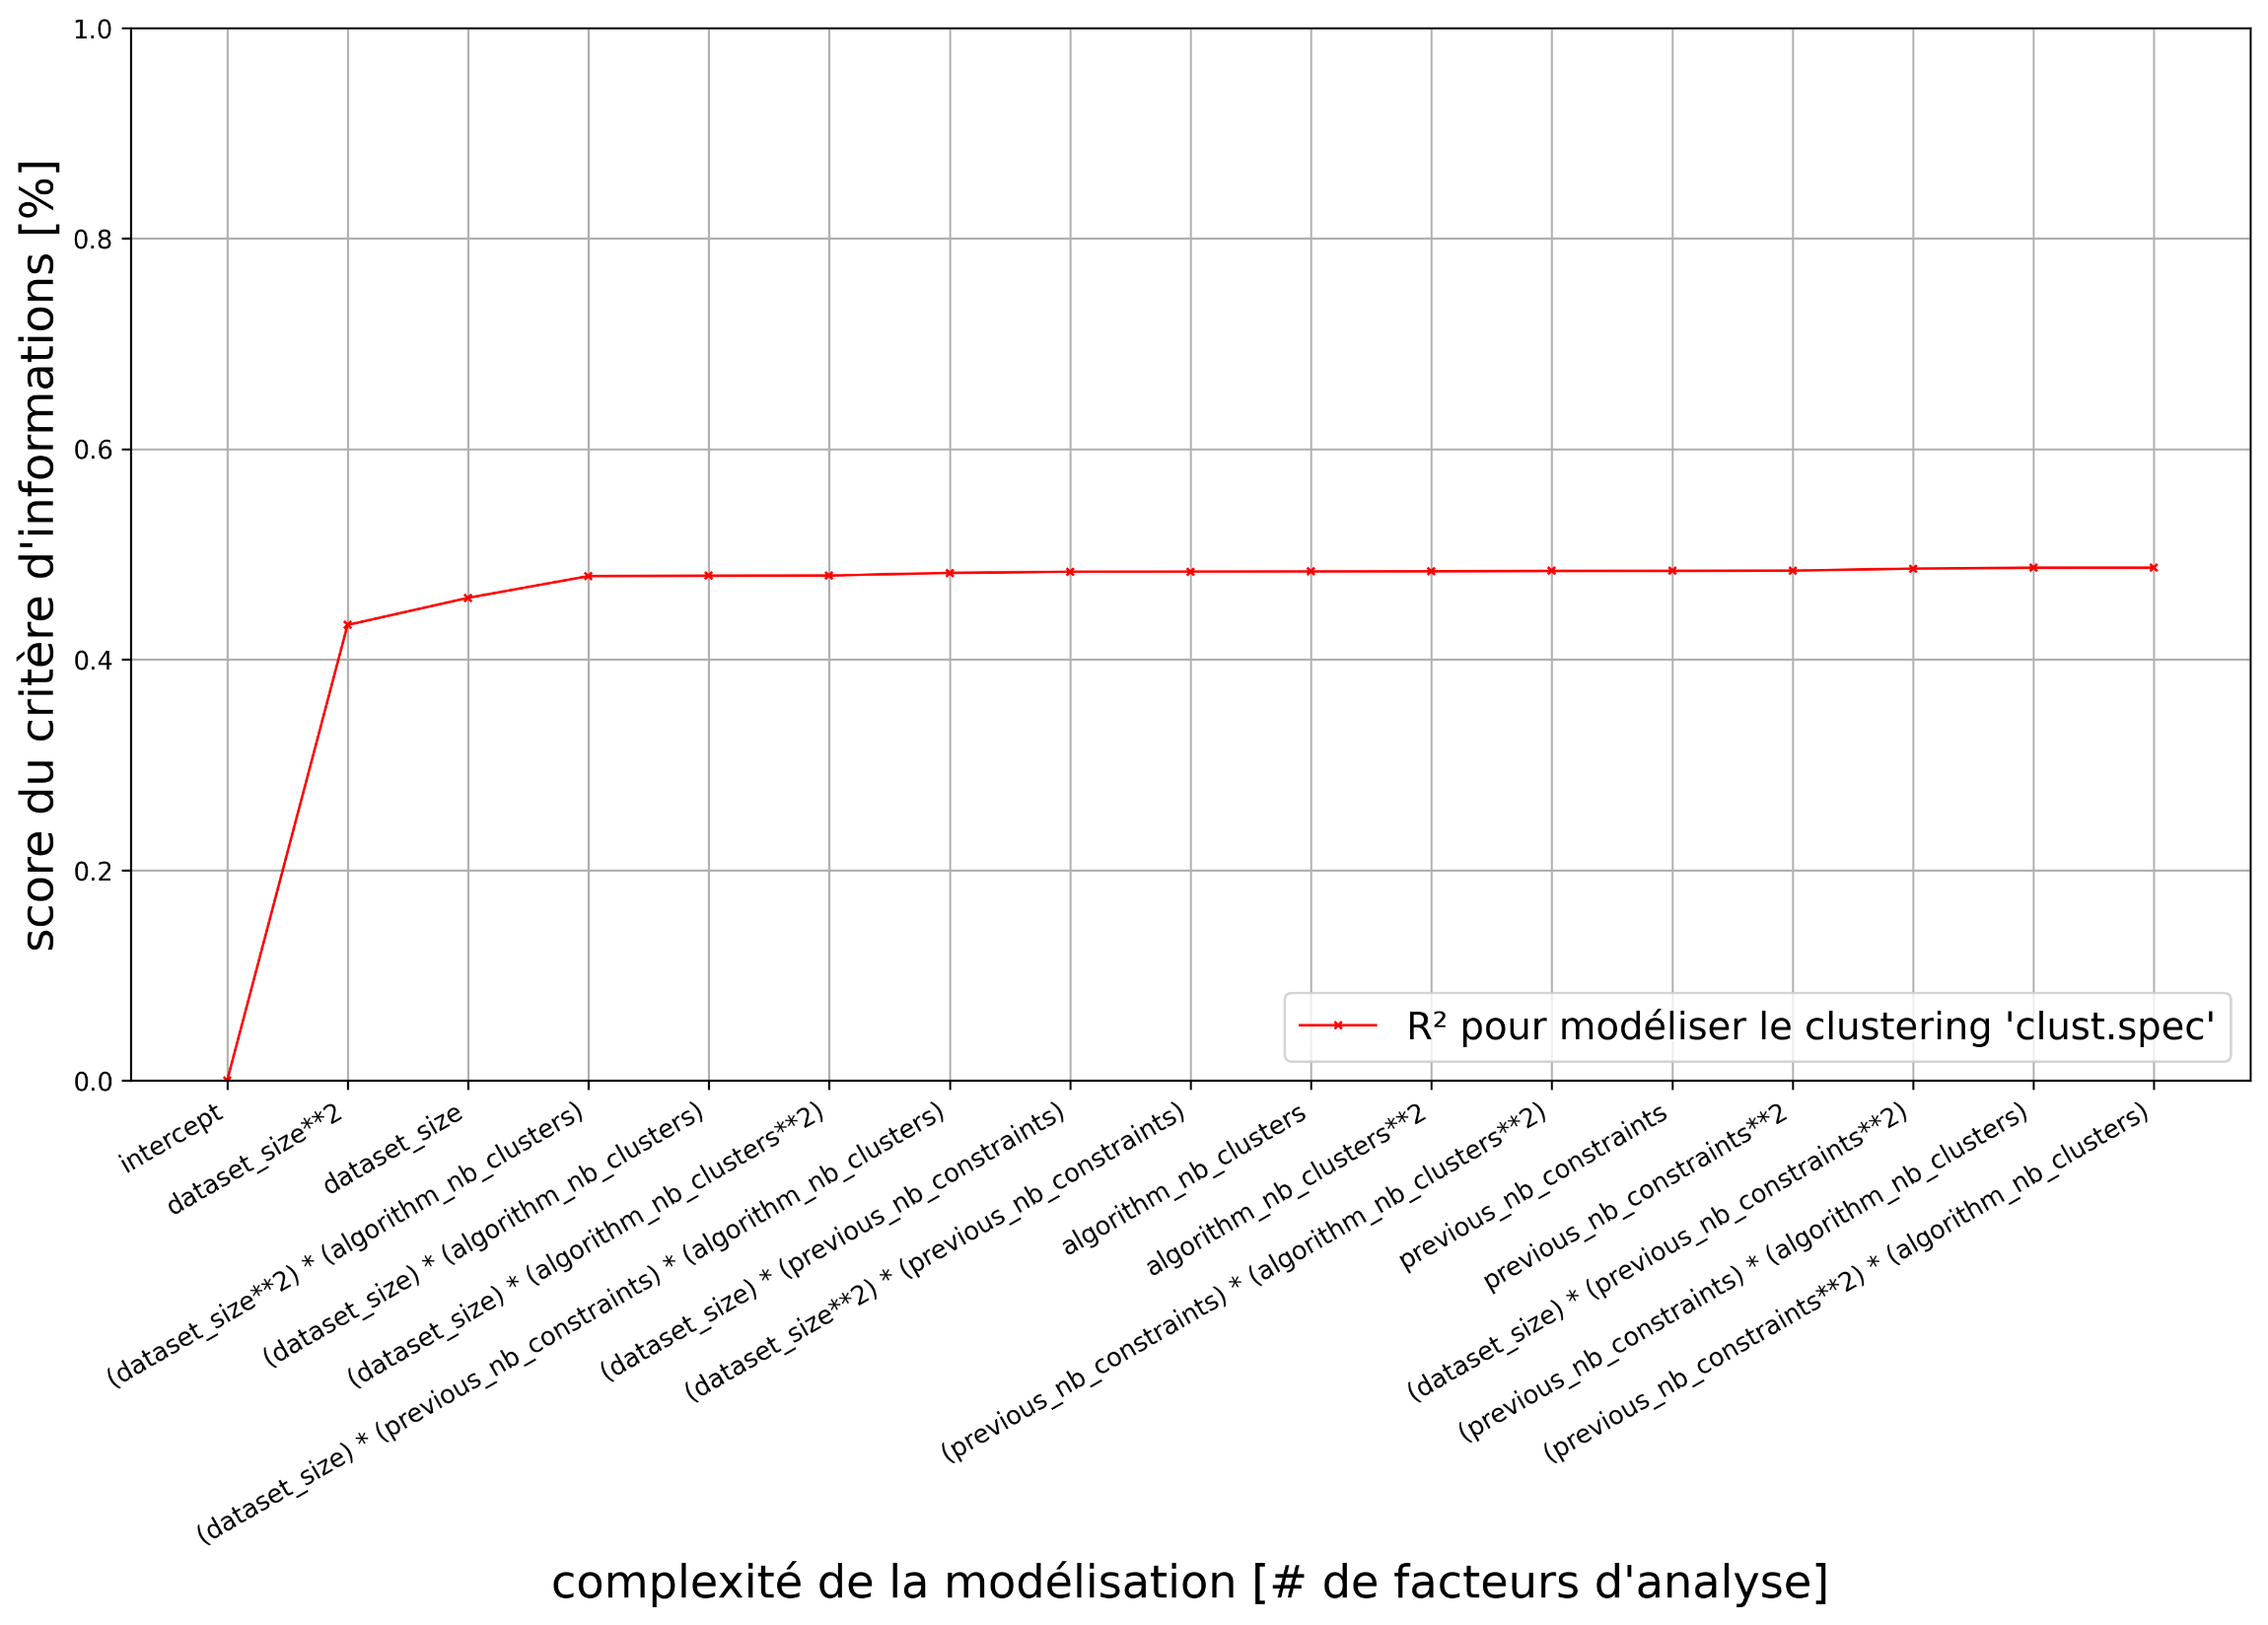 score du critère d'informations [%]
1.0
0.8
0.6
0.4
0.2
0.0
R² pour modéliser le clustering 'clust.spec'
intercept
dataset_size**2
dataset_size
(dataset_size**2) * (algorithm_nb_clusters)
(dataset_size) * (algorithm_nb_clusters)
(dataset_size) * (algorithm_nb_clusters**2)
(dataset_size) * (previous_nb_constraints) * (algorithm_nb_clusters)
(dataset_size) * (previous_nb_constraints)
(dataset_size**2) * (previous_nb_constraints)
algorithm_nb_clusters
algorithm_nb_clusters**2
(previous_nb_constraints) * (algorithm_nb_clusters**2)
previous_nb_constraints
previous_nb_constraints**2
(dataset_size) * (previous_nb_constraints**2)
(previous_nb_constraints) * (algorithm_nb_clusters)
(previous_nb_constraints**2) * (algorithm_nb_clusters)
complexité de la modélisation [# de facteurs d'analyse]